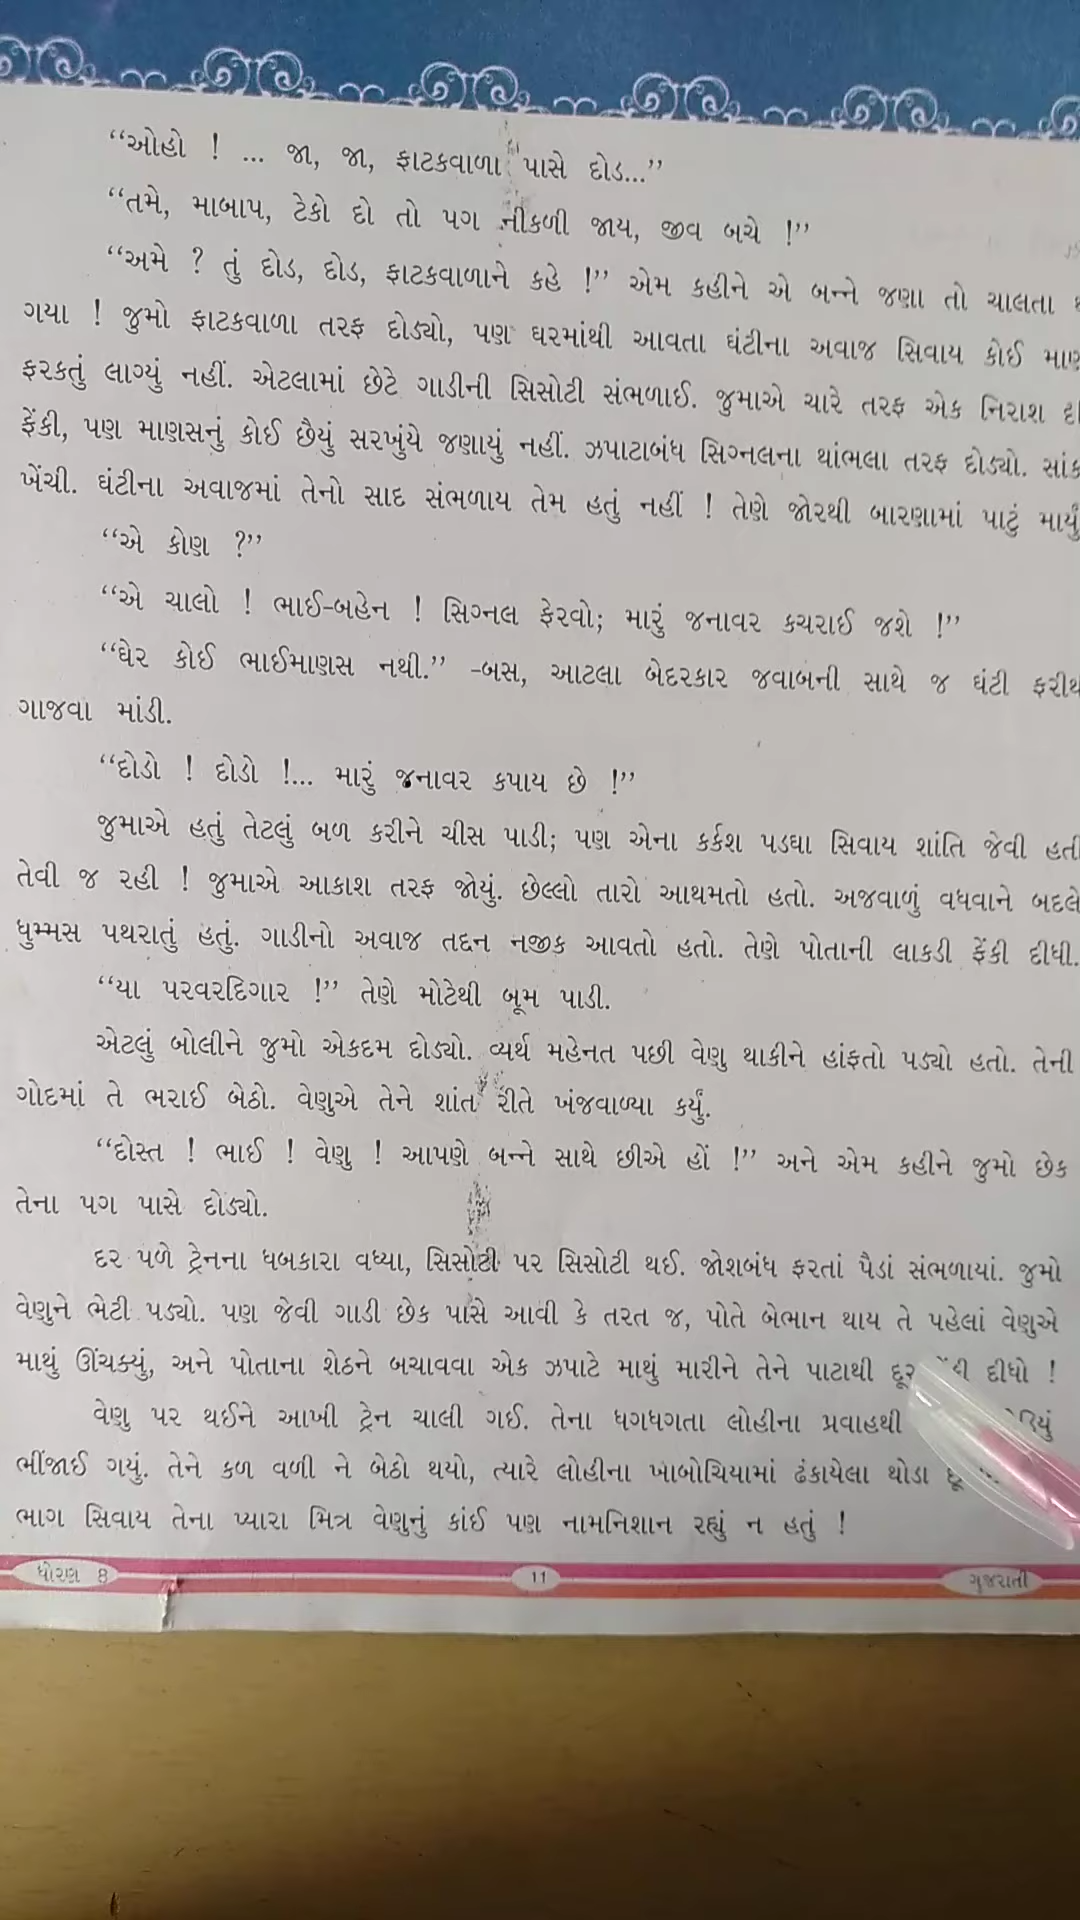 “ઓહો ! ... જા, જા, ફાટકવાળા પાસે દોડ...”
“તમે, માબાપ, ટેકો દો તો પગ નીકળી જાય, જીવ બચે !”
“અમે ? તું દોડ, દોડ, ફાટકવાળાને કહે !” એમ કહીને એ બન્ને જણા તો ચાલતા
ગયા ! જુમો ફાટકવાળા તરફ દોડ્યો, પણ ઘરમાંથી આવતા ઘંટીના અવાજ સિવાય કોઈ
ફરકતું લાગ્યું નહીં. એટલામાં છેટે ગાડીની સિસોટી સંભળાઈ. જુમાએ ચારે તરફ એક નિરાશ
ફેંકી, પણ માણસનું કોઈ છૈયું સરખુંયે જણાયું નહીં. ઝપાટાબંધ સિગ્નલના થાંભલા તરફ દોડ્યો.
ખેંચી. ઘંટીના અવાજમાં તેનો સાદ સંભળાય તેમ હતું નહીં ! તેણે જોરથી બારણામાં પાટું માર્યું
“એ કોણ ?”
“એ ચાલો ! ભાઈ-બહેન ! સિગ્નલ ફેરવો; મારું જનાવર કચરાઈ જશે !”
“ઘેર કોઈ ભાઈમાણસ નથી.” -બસ, આટલા બેદરકાર જવાબની સાથે જ ઘંટી
ગાજવા માંડી.
“દોડો ! દોડો !... મારું જનાવર કપાય છે !”
જુમાએ હતું તેટલું બળ કરીને ચીસ પાડી; પણ એના કર્કશ પડઘા સિવાય શાંતિ જેવી હતી
તેવી જ રહી ! જુમાએ આકાશ તરફ જોયું. છેલ્લો તારો આથમતો હતો. અજવાળું વધવાને બદલે
ધુમ્મસ પથરાતું હતું. ગાડીનો અવાજ તદ્દન નજીક આવતો હતો. તેણે પોતાની લાકડી ફેંકી દીધી.
“યા પરવરદિગાર !” તેણે મોટેથી બૂમ પાડી.
એટલું બોલીને જુમો એકદમ દોડ્યો. વ્યર્થ મહેનત પછી વેણુ થાકીને હાંફતો પડ્યો હતો. તેની
ગોદમાં તે ભરાઈ બેઠો. વેણુએ તેને શાંત રીતે ખંજવાળ્યા કર્યું.
“દોસ્ત ! ભાઈ ! વેણુ ! આપણે બન્ને સાથે છીએ હોં !” અને એમ કહીને જુમો છેક
તેના પગ પાસે દોડ્યો.
દર પળે ટ્રેનના ધબકારા વધ્યા, સિસોટી પર સિસોટી થઈ. જોશબંધ ફરતાં પૈડાં સંભળાયાં. જુમો
વેણુને ભેટી પડ્યો. પણ જેવી ગાડી છેક પાસે આવી કે તરત જ, પોતે બેભાન થાય તે પહેલાં વેણુએ
માથું ઊંચક્યું, અને પોતાના શેઠને બચાવવા એક ઝપાટે માથું મારીને તેને પાટાથી દૂર દીધો !
વેણુ પર થઈને આખી ટ્રેન ચાલી ગઈ. તેના ધગધગતા લોહીના પ્રવાહથી
ભીંજાઈ ગયું. તેને કળ વળી ને બેઠો થયો, ત્યારે લોહીના ખાબોચિયામાં ઢંકાયેલા થોડા
ભાગ સિવાય તેના પ્યારા મિત્ર વેણુનું કાંઈ પણ નામનિશાન રહ્યું ન હતું !
ધોરણ 8 11 ગુજરાતી